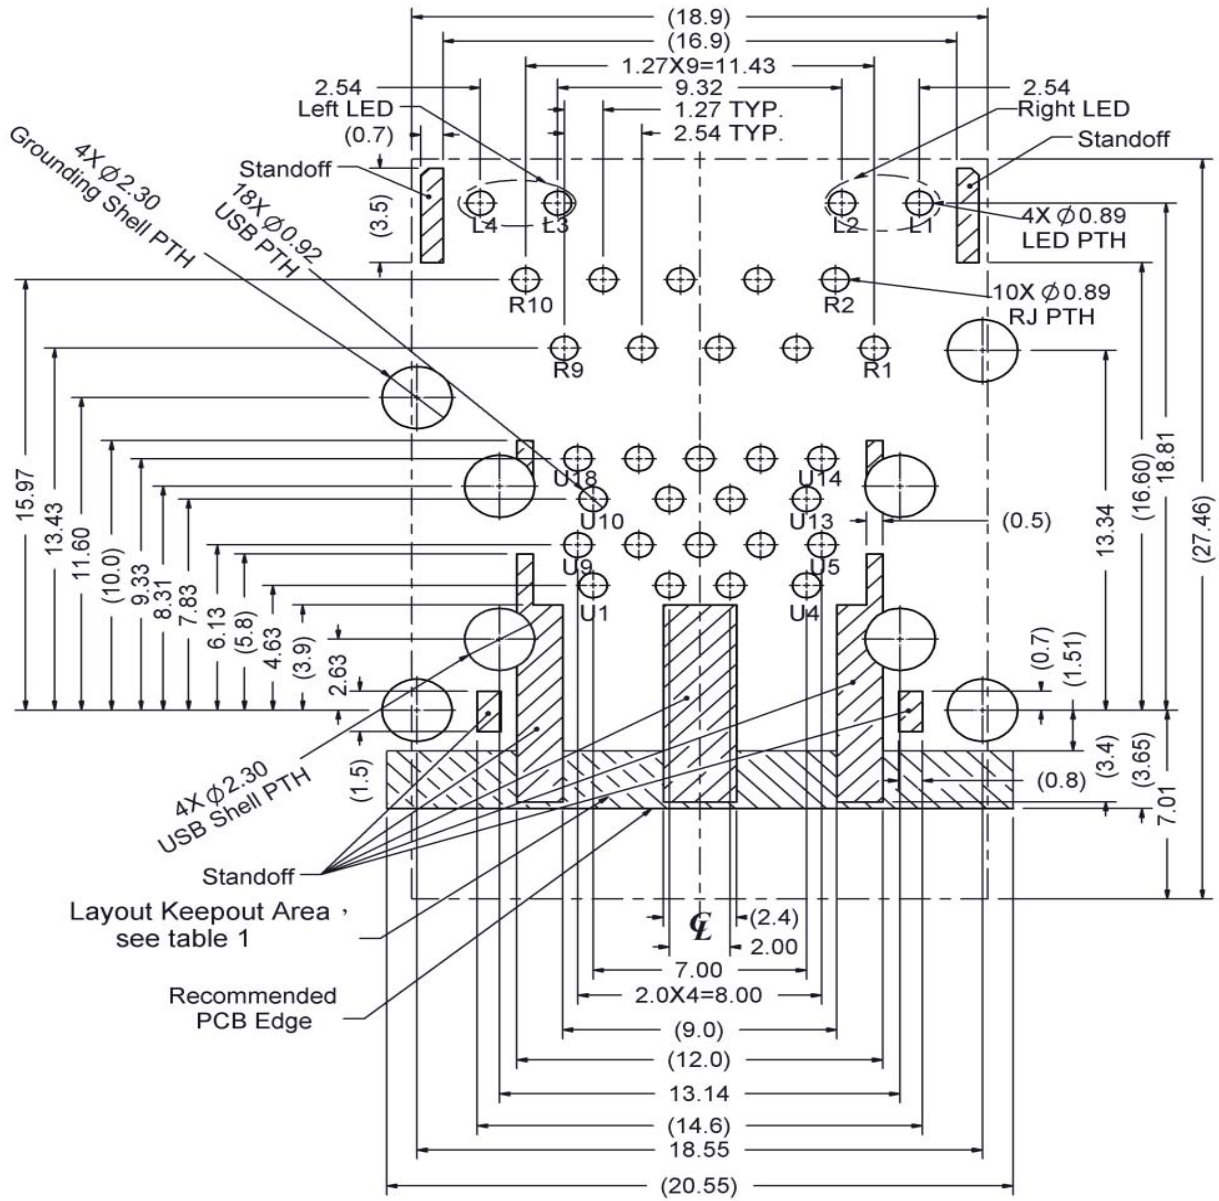 (18.9)
(16.9)
1.27X9=11.43
2.54
9.32
2.54
Left LED
1.27 TYP.
Right LED
(0.7)
2.54 TYP.
Standoff
4X Ø2.30
Grounding Shell PTH
Standoff
18X Ø0.92
USB PTH
(3.5)
L4
L3
L2
L1
4X Ø0.89
LED PTH
R10
R2
10X Ø0.89
RJ PTH
R9
R1
U18
U14
U10
U13
U9
U5
U1
U4
(0.5)
15.97
13.43
11.60
(10.0)
9.33
8.31
7.83
6.13
(5.8)
4.63
(3.9)
2.63
(1.5)
13.34
(16.60)
18.81
(27.46)
(0.7)
(1.51)
(3.4)
(3.65)
7.01
(0.8)
4X Ø2.30
USB Shell PTH
Standoff
Layout Keepout Area ,
see table 1
Recommended
PCB Edge
℄
(2.4)
2.00
7.00
2.0X4=8.00
(9.0)
(12.0)
13.14
(14.6)
18.55
(20.55)